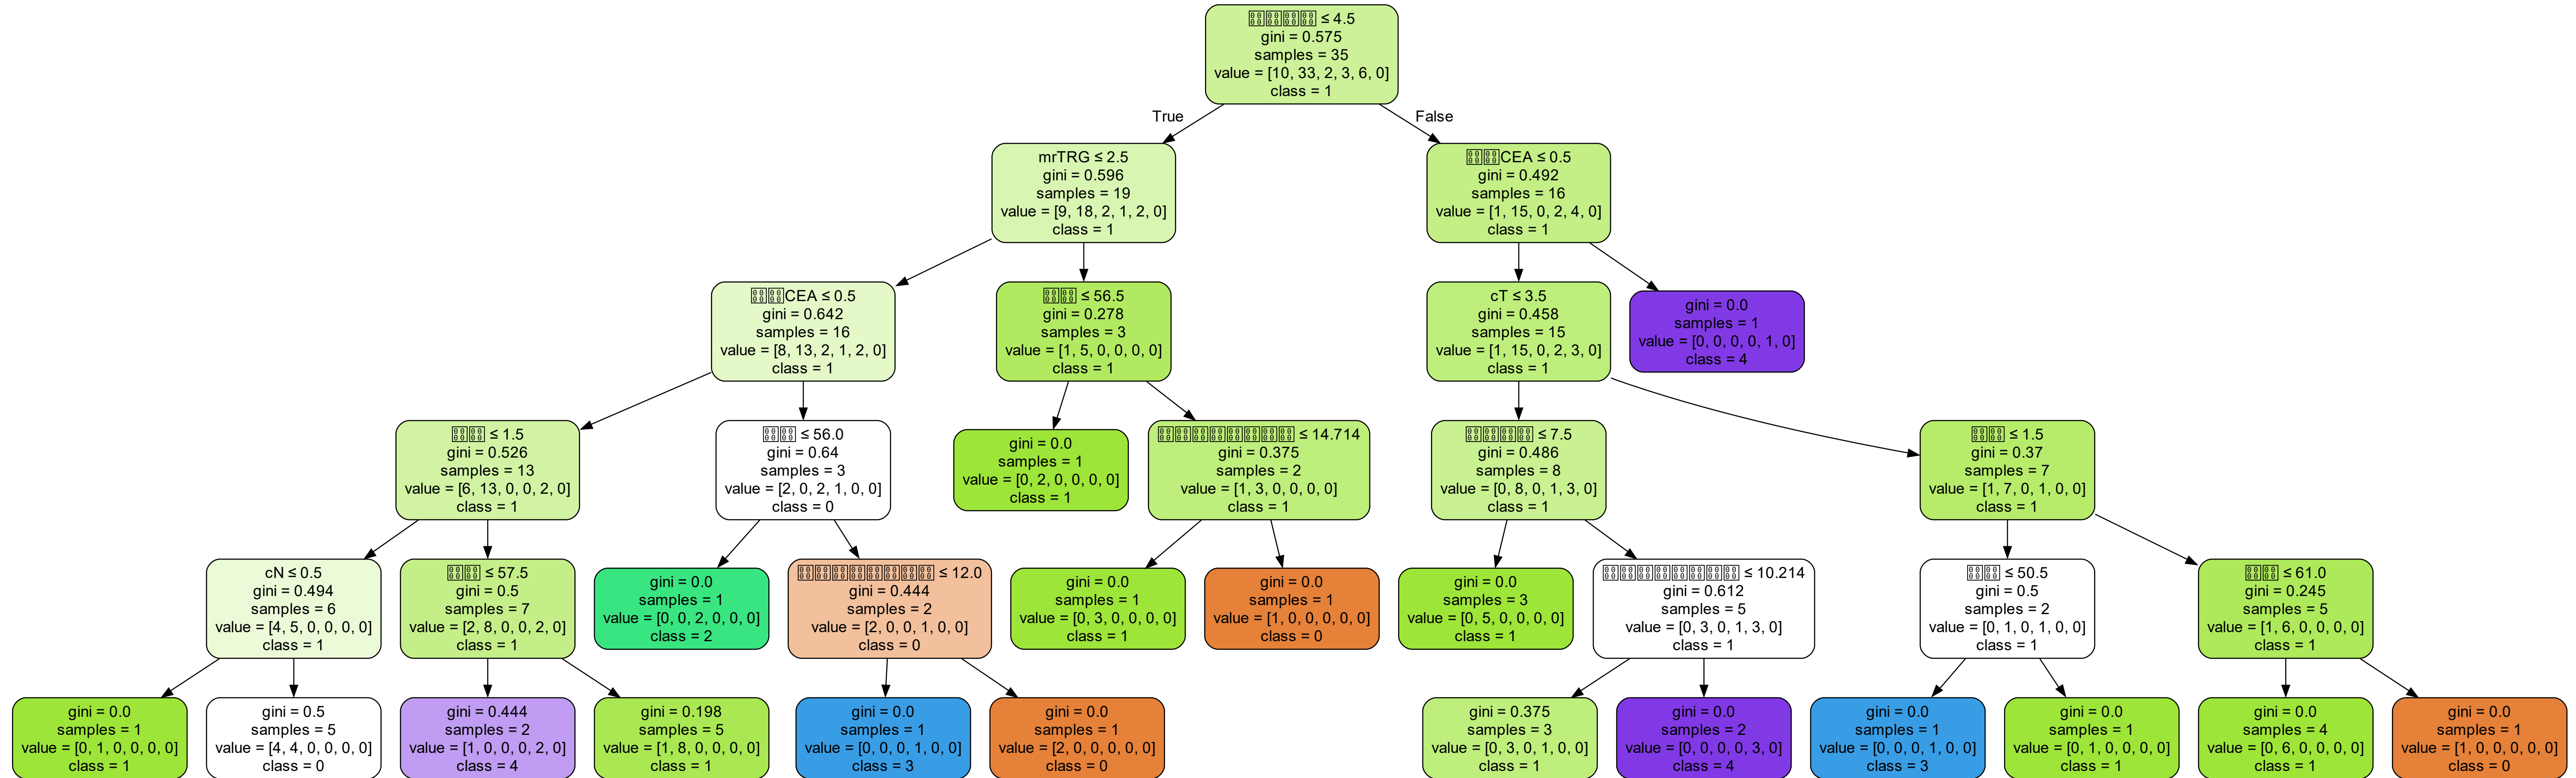 ≤ 4.5
gini = 0.575
samples = 35
value = [10, 33, 2, 3, 6, 0]
class = 1
True
False
mrTRG ≤ 2.5
gini = 0.596
samples = 19
value = [9, 18, 2, 1, 2, 0]
class = 1
CEA ≤ 0.5
gini = 0.492
samples = 16
value = [1, 15, 0, 2, 4, 0]
class = 1
CEA ≤ 0.5
gini = 0.642
samples = 16
value = [8, 13, 2, 1, 2, 0]
class = 1
≤ 56.5
gini = 0.278
samples = 3
value = [1, 5, 0, 0, 0, 0]
class = 1
cT ≤ 3.5
gini = 0.458
samples = 15
value = [1, 15, 0, 2, 3, 0]
class = 1
gini = 0.0
samples = 1
value = [0, 0, 0, 0, 1, 0]
class = 4
≤ 1.5
gini = 0.526
samples = 13
value = [6, 13, 0, 0, 2, 0]
class = 1
≤ 56.0
gini = 0.64
samples = 3
value = [2, 0, 2, 1, 0, 0]
class = 0
gini = 0.0
samples = 1
value = [0, 2, 0, 0, 0, 0]
class = 1
≤ 14.714
gini = 0.375
samples = 2
value = [1, 3, 0, 0, 0, 0]
class = 1
≤ 7.5
gini = 0.486
samples = 8
value = [0, 8, 0, 1, 3, 0]
class = 1
≤ 1.5
gini = 0.37
samples = 7
value = [1, 7, 0, 1, 0, 0]
class = 1
cN ≤ 0.5
gini = 0.494
samples = 6
value = [4, 5, 0, 0, 0, 0]
class = 1
≤ 57.5
gini = 0.5
samples = 7
value = [2, 8, 0, 0, 2, 0]
class = 1
gini = 0.0
samples = 1
value = [0, 0, 2, 0, 0, 0]
class = 2
≤ 12.0
gini = 0.444
samples = 2
value = [2, 0, 0, 1, 0, 0]
class = 0
gini = 0.0
samples = 1
value = [0, 3, 0, 0, 0, 0]
class = 1
gini = 0.0
samples = 1
value = [1, 0, 0, 0, 0, 0]
class = 0
gini = 0.0
samples = 3
value = [0, 5, 0, 0, 0, 0]
class = 1
≤ 10.214
gini = 0.612
samples = 5
value = [0, 3, 0, 1, 3, 0]
class = 1
≤ 50.5
gini = 0.5
samples = 2
value = [0, 1, 0, 1, 0, 0]
class = 1
≤ 61.0
gini = 0.245
samples = 5
value = [1, 6, 0, 0, 0, 0]
class = 1
gini = 0.0
samples = 1
value = [0, 1, 0, 0, 0, 0]
class = 1
gini = 0.5
samples = 5
value = [4, 4, 0, 0, 0, 0]
class = 0
gini = 0.444
samples = 2
value = [1, 0, 0, 0, 2, 0]
class = 4
gini = 0.198
samples = 5
value = [1, 8, 0, 0, 0, 0]
class = 1
gini = 0.0
samples = 1
value = [0, 0, 0, 1, 0, 0]
class = 3
gini = 0.0
samples = 1
value = [2, 0, 0, 0, 0, 0]
class = 0
gini = 0.375
samples = 3
value = [0, 3, 0, 1, 0, 0]
class = 1
gini = 0.0
samples = 2
value = [0, 0, 0, 0, 3, 0]
class = 4
gini = 0.0
samples = 1
value = [0, 0, 0, 1, 0, 0]
class = 3
gini = 0.0
samples = 1
value = [0, 1, 0, 0, 0, 0]
class = 1
gini = 0.0
samples = 4
value = [0, 6, 0, 0, 0, 0]
class = 1
gini = 0.0
samples = 1
value = [1, 0, 0, 0, 0, 0]
class = 0